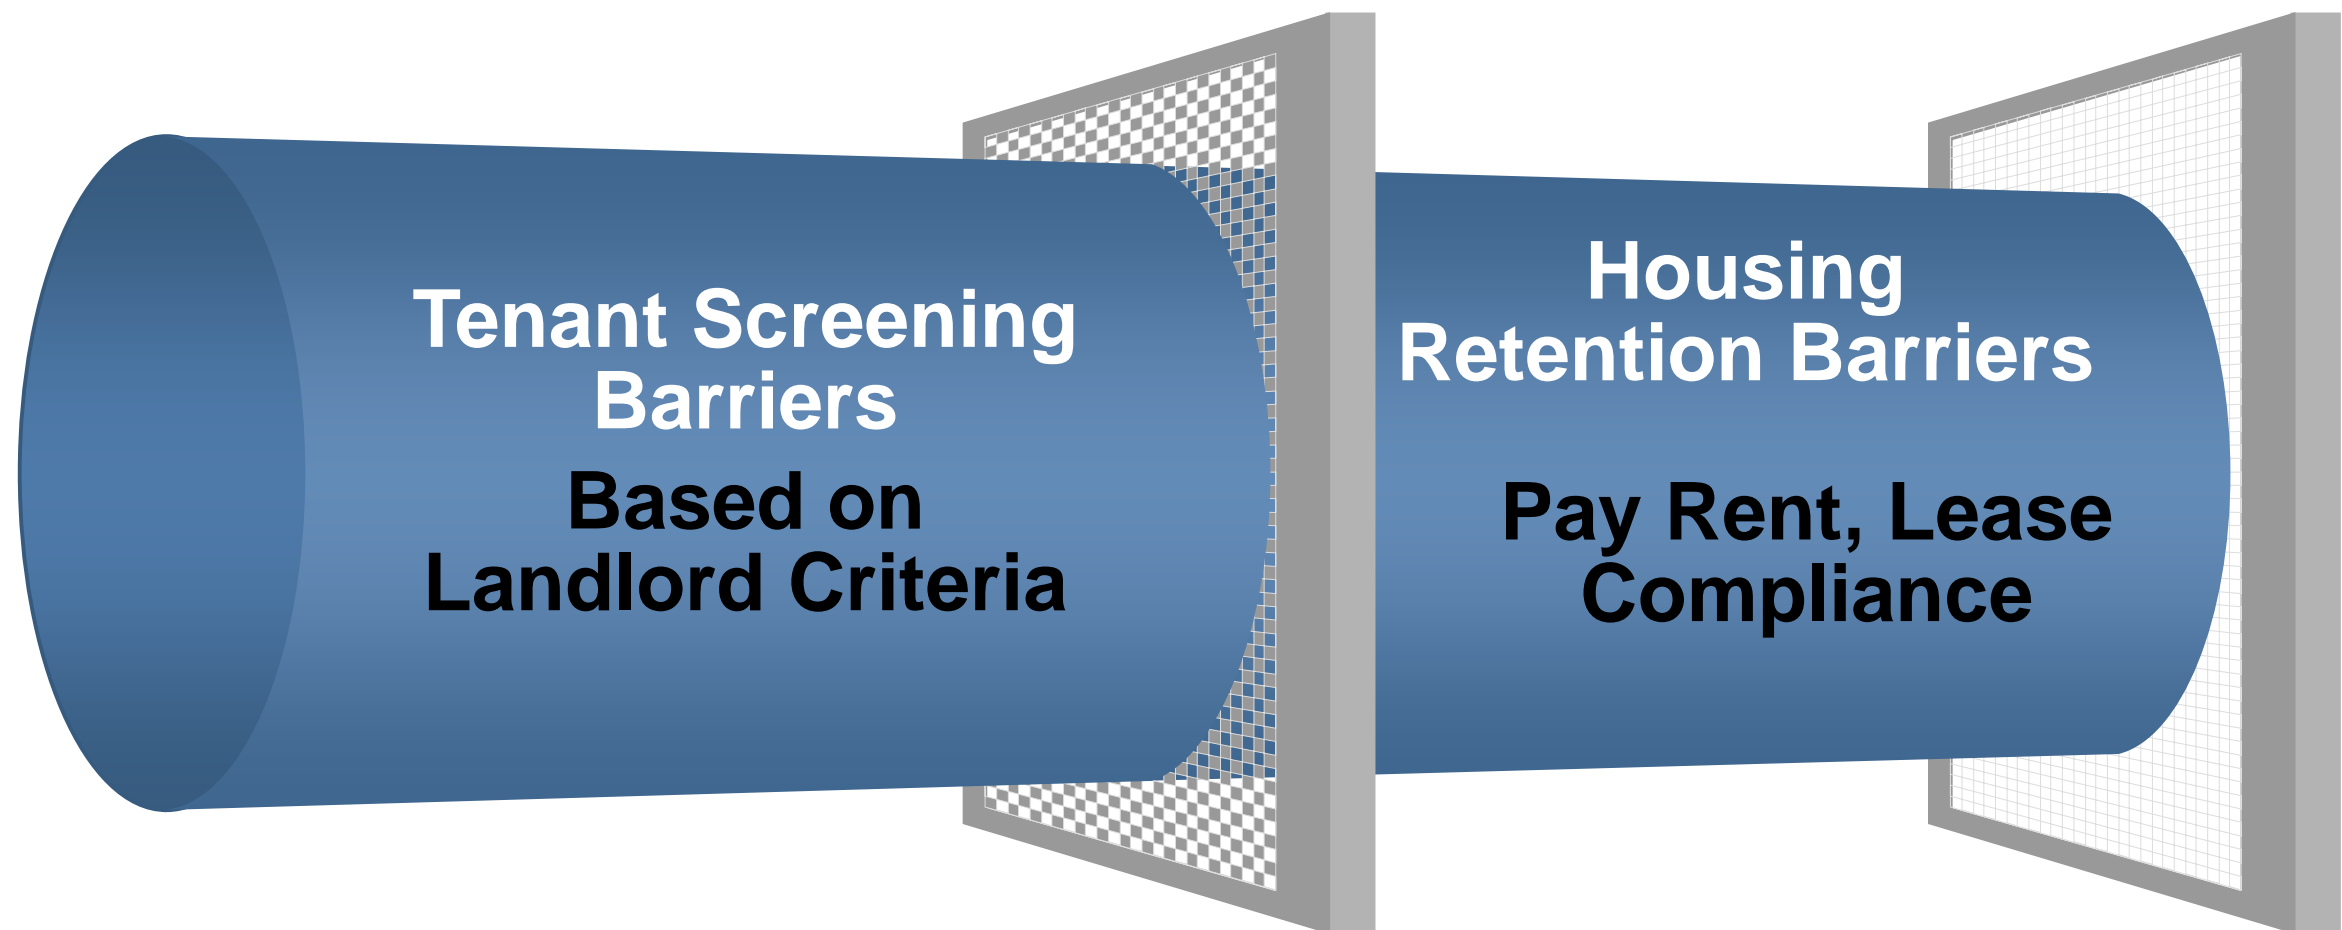 Tenant Screening
Barriers
Based on
Landlord Criteria
Housing
Retention Barriers
Pay Rent, Lease
Compliance